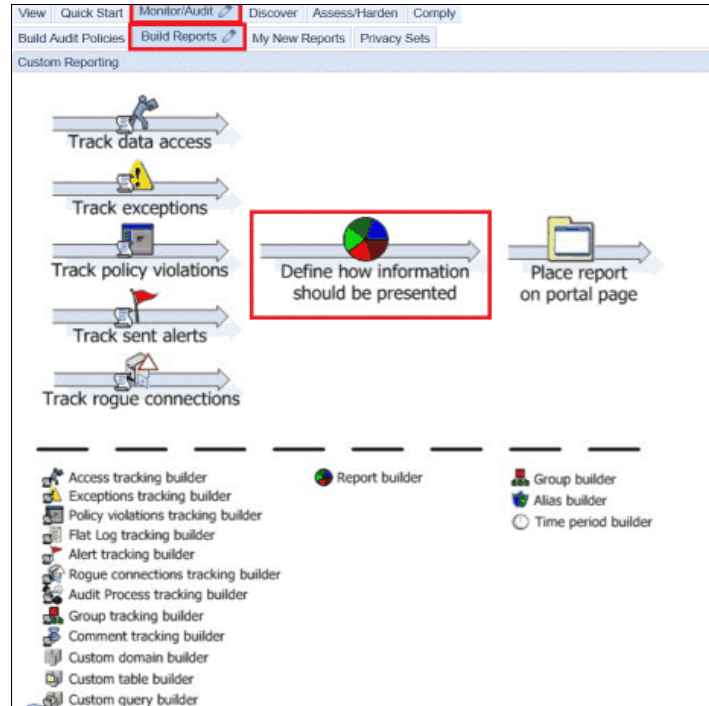 View Quick Start Monitor/Audit Discover Assess/Harden Comply
Build Audit Policies Build Reports My New Reports Privacy Sets
Custom Reporting
Track data access
Track exceptions
Track policy violations
Track sent alerts
Track rogue connections
Define how information
should be presented
Place report
on portal page
Access tracking builder
Exceptions tracking builder
Policy violations tracking builder
Flat Log tracking builder
Alert tracking builder
Rogue connections tracking builder
Audit Process tracking builder
Group tracking builder
Comment tracking builder
Custom domain builder
Custom table builder
Custom query builder
Report builder
Group builder
Alias builder
Time period builder